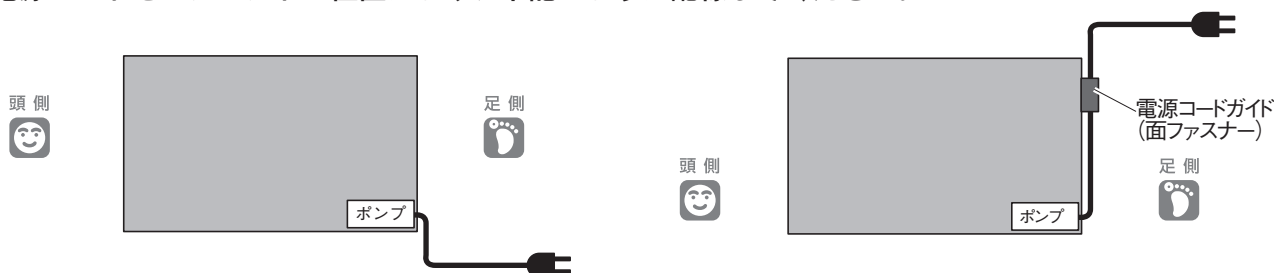 頭側
足側
ポンプ
電源コードガイド
（面ファスナー）
頭側
足側
ポンプ